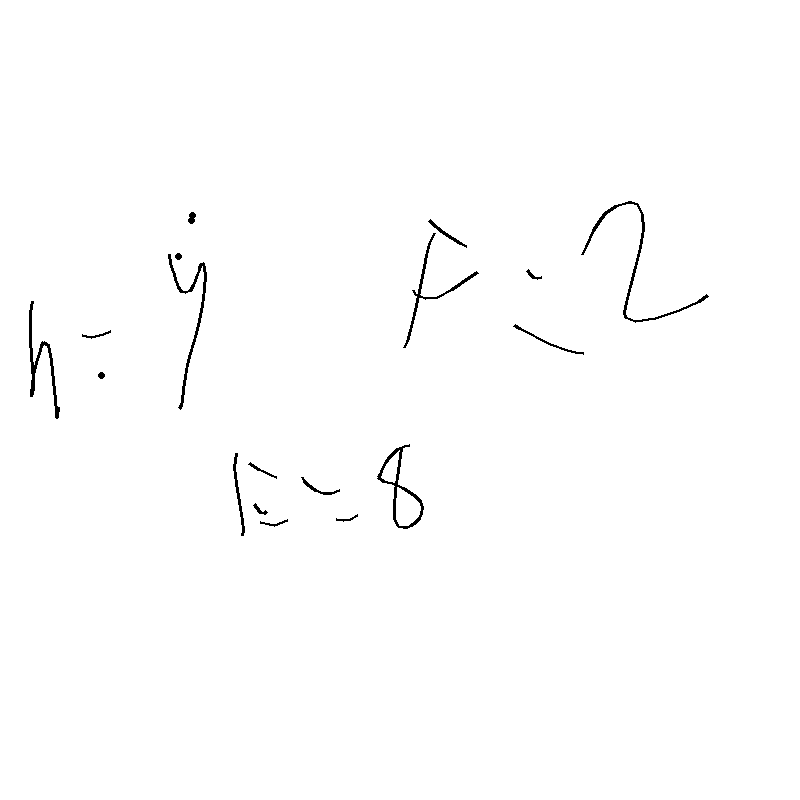 h = y
F = 2
E = 8